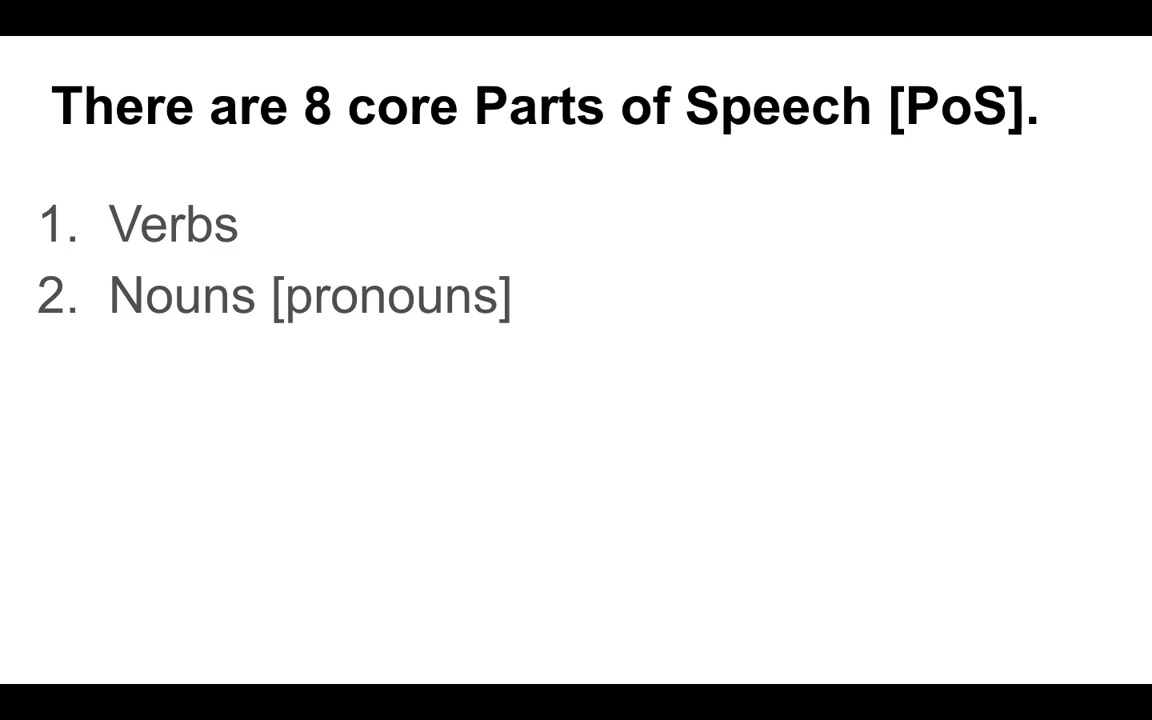 There are 8 core Parts of Speech [PoS].
1. Verbs
2. Nouns [pronouns]